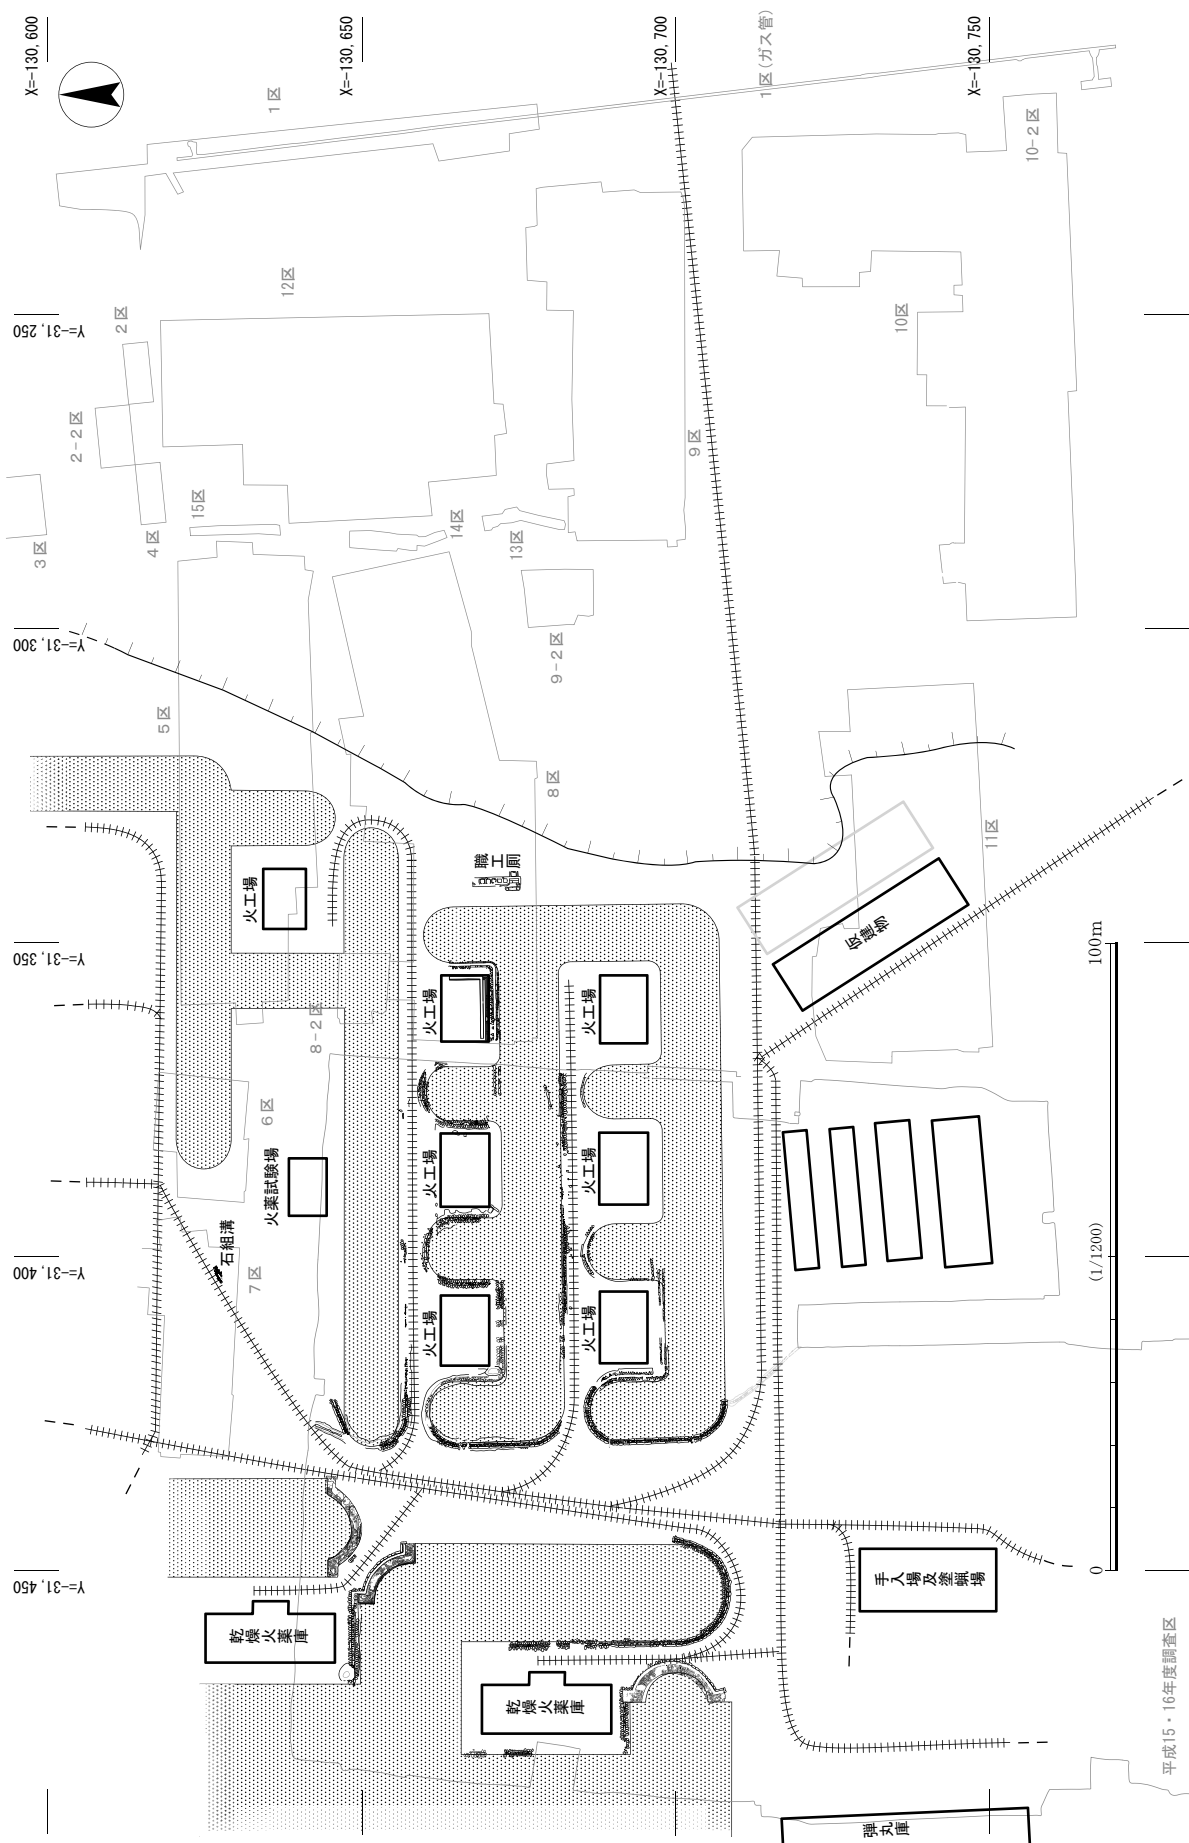 X=-130,600
X=-130,650
X=-130,700
X=-130,750
1区(ガス管)
1区
10-2区
12区
Y=-31,250
2区
10区
2-2区
9区
15区
14区
3区
4区
13区
Y=-31,300
9-2区
5区
8区
11区
職工厠
火工場
仮建物
Y=-31,350
100m
火工場
火工場
8-2区
6区
火薬試験場
火工場
火工場
石組溝
7区
Y=-31,400
(1/1200)
火工場
火工場
Y=-31,450
0
手入場及塗蝋場
乾燥火薬庫
乾燥火薬庫
平成15・16年度調査区
弾丸庫